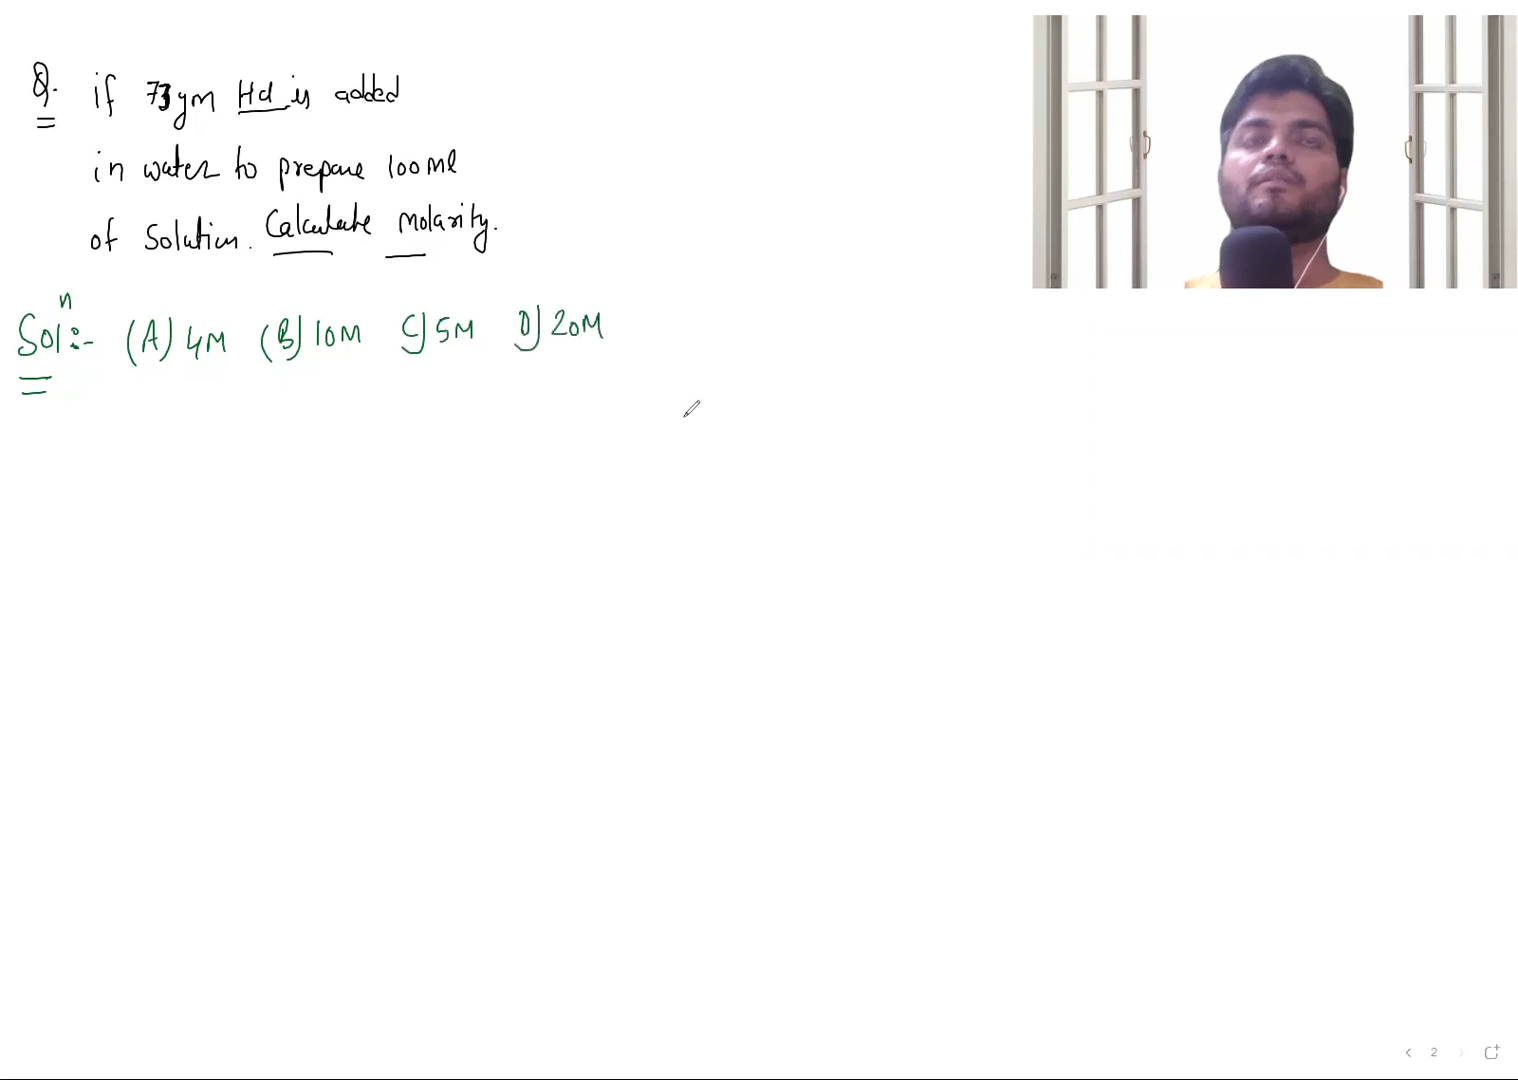 Q. if 73gm Hcl is added
in water to prepare 100ml
of Solution. Calculate Molarity.
Solⁿ:- (A) 4M (B) 10M C) 5M D) 20M
2